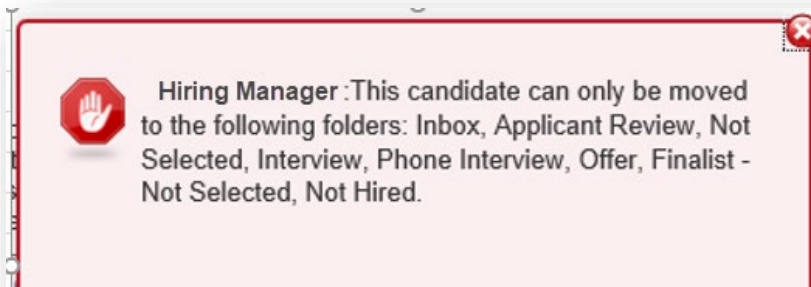 Hiring Manager :This candidate can only be moved
to the following folders: Inbox, Applicant Review, Not
Selected, Interview, Phone Interview, Offer, Finalist -
Not Selected, Not Hired.